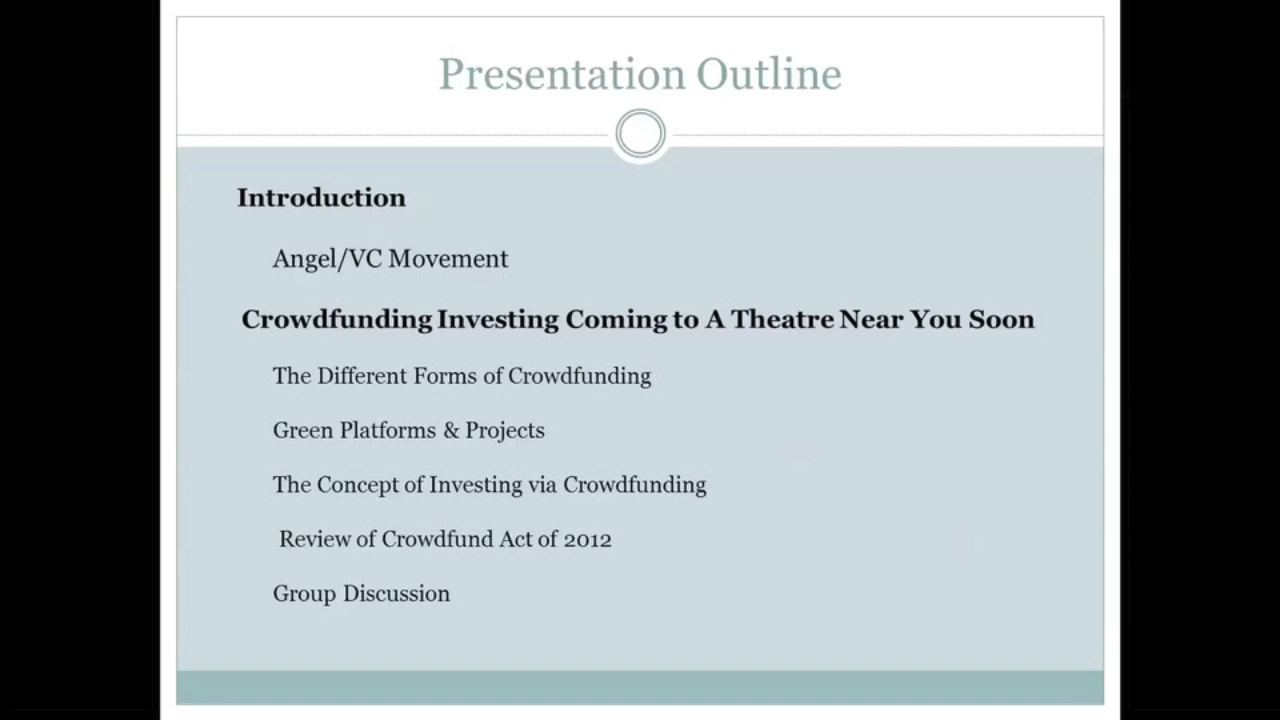 Presentation Outline
Introduction
Angel/VC Movement
Crowdfunding Investing Coming to A Theatre Near You Soon
The Different Forms of Crowdfunding
Green Platforms & Projects
The Concept of Investing via Crowdfunding
Review of Crowdfund Act of 2012
Group Discussion